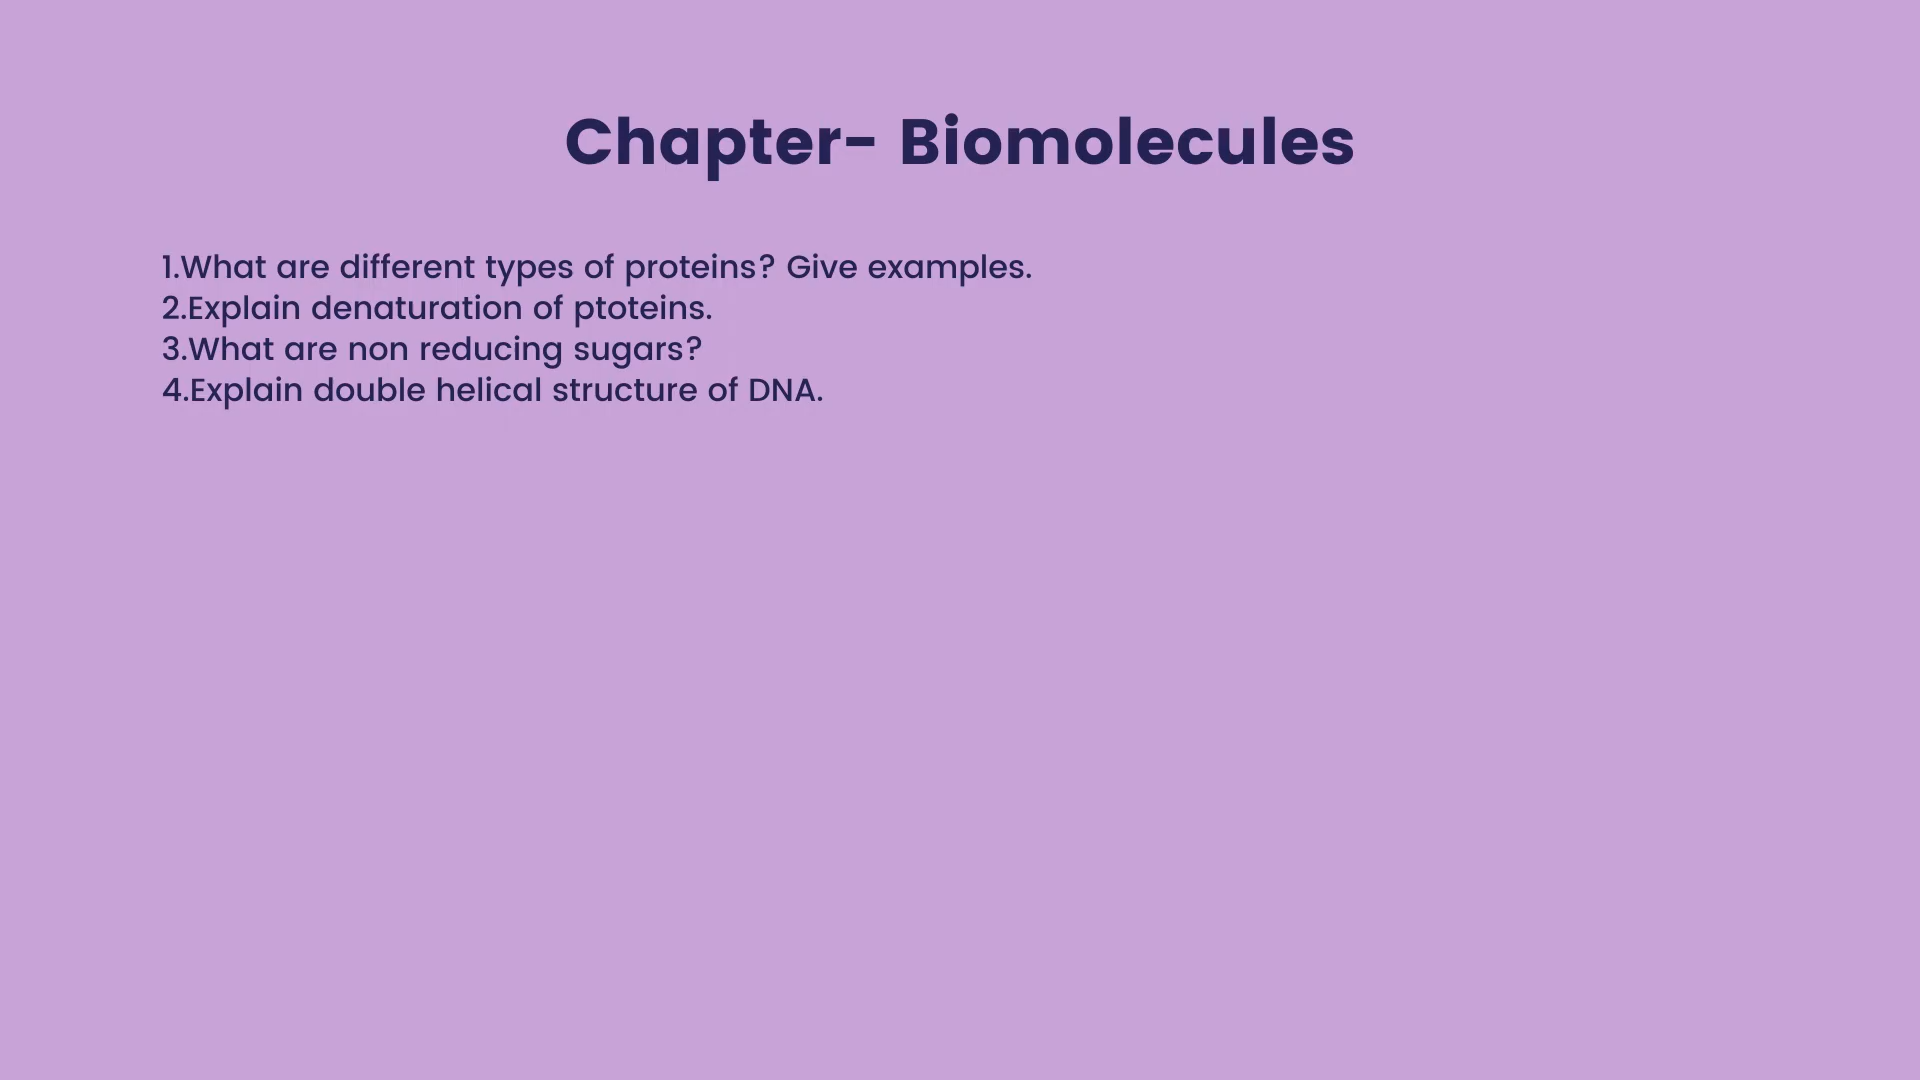 Chapter- Biomolecules
1.What are different types of proteins? Give examples.
2.Explain denaturation of ptoteins.
3.What are non reducing sugars?
4.Explain double helical structure of DNA.